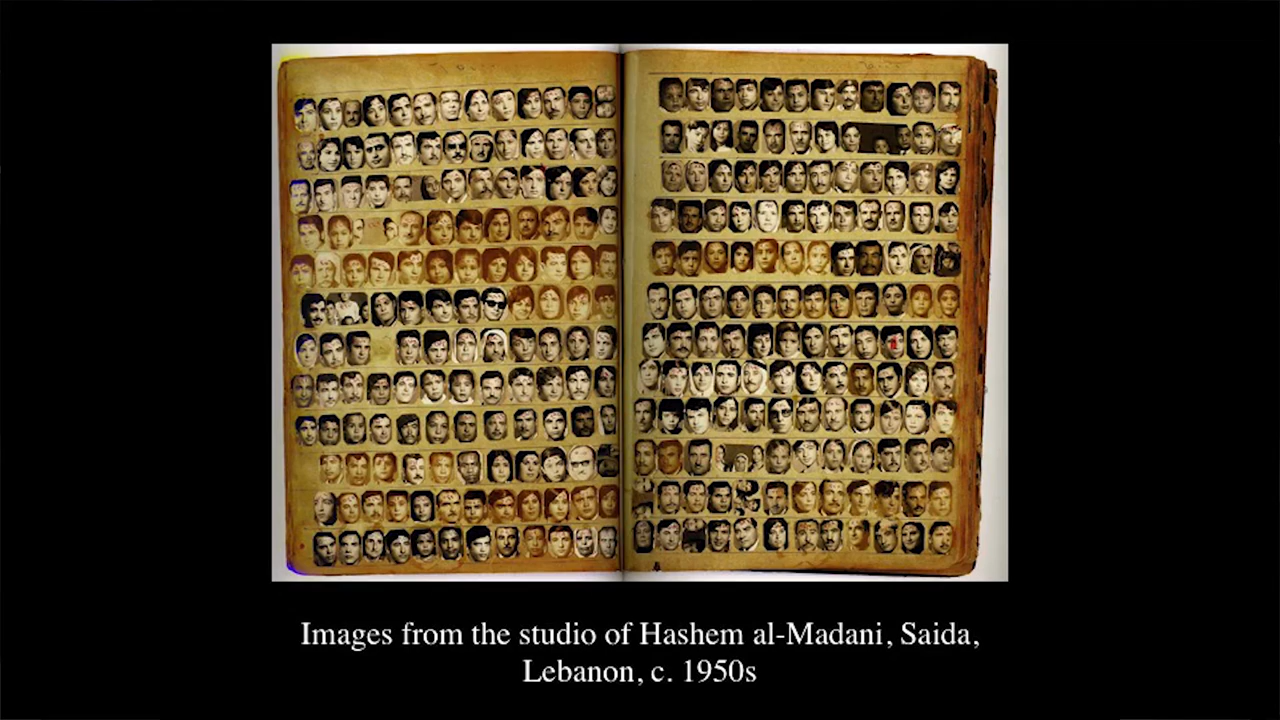 Images from the studio of Hashem al-Madani, Saida,
Lebanon, c. 1950s